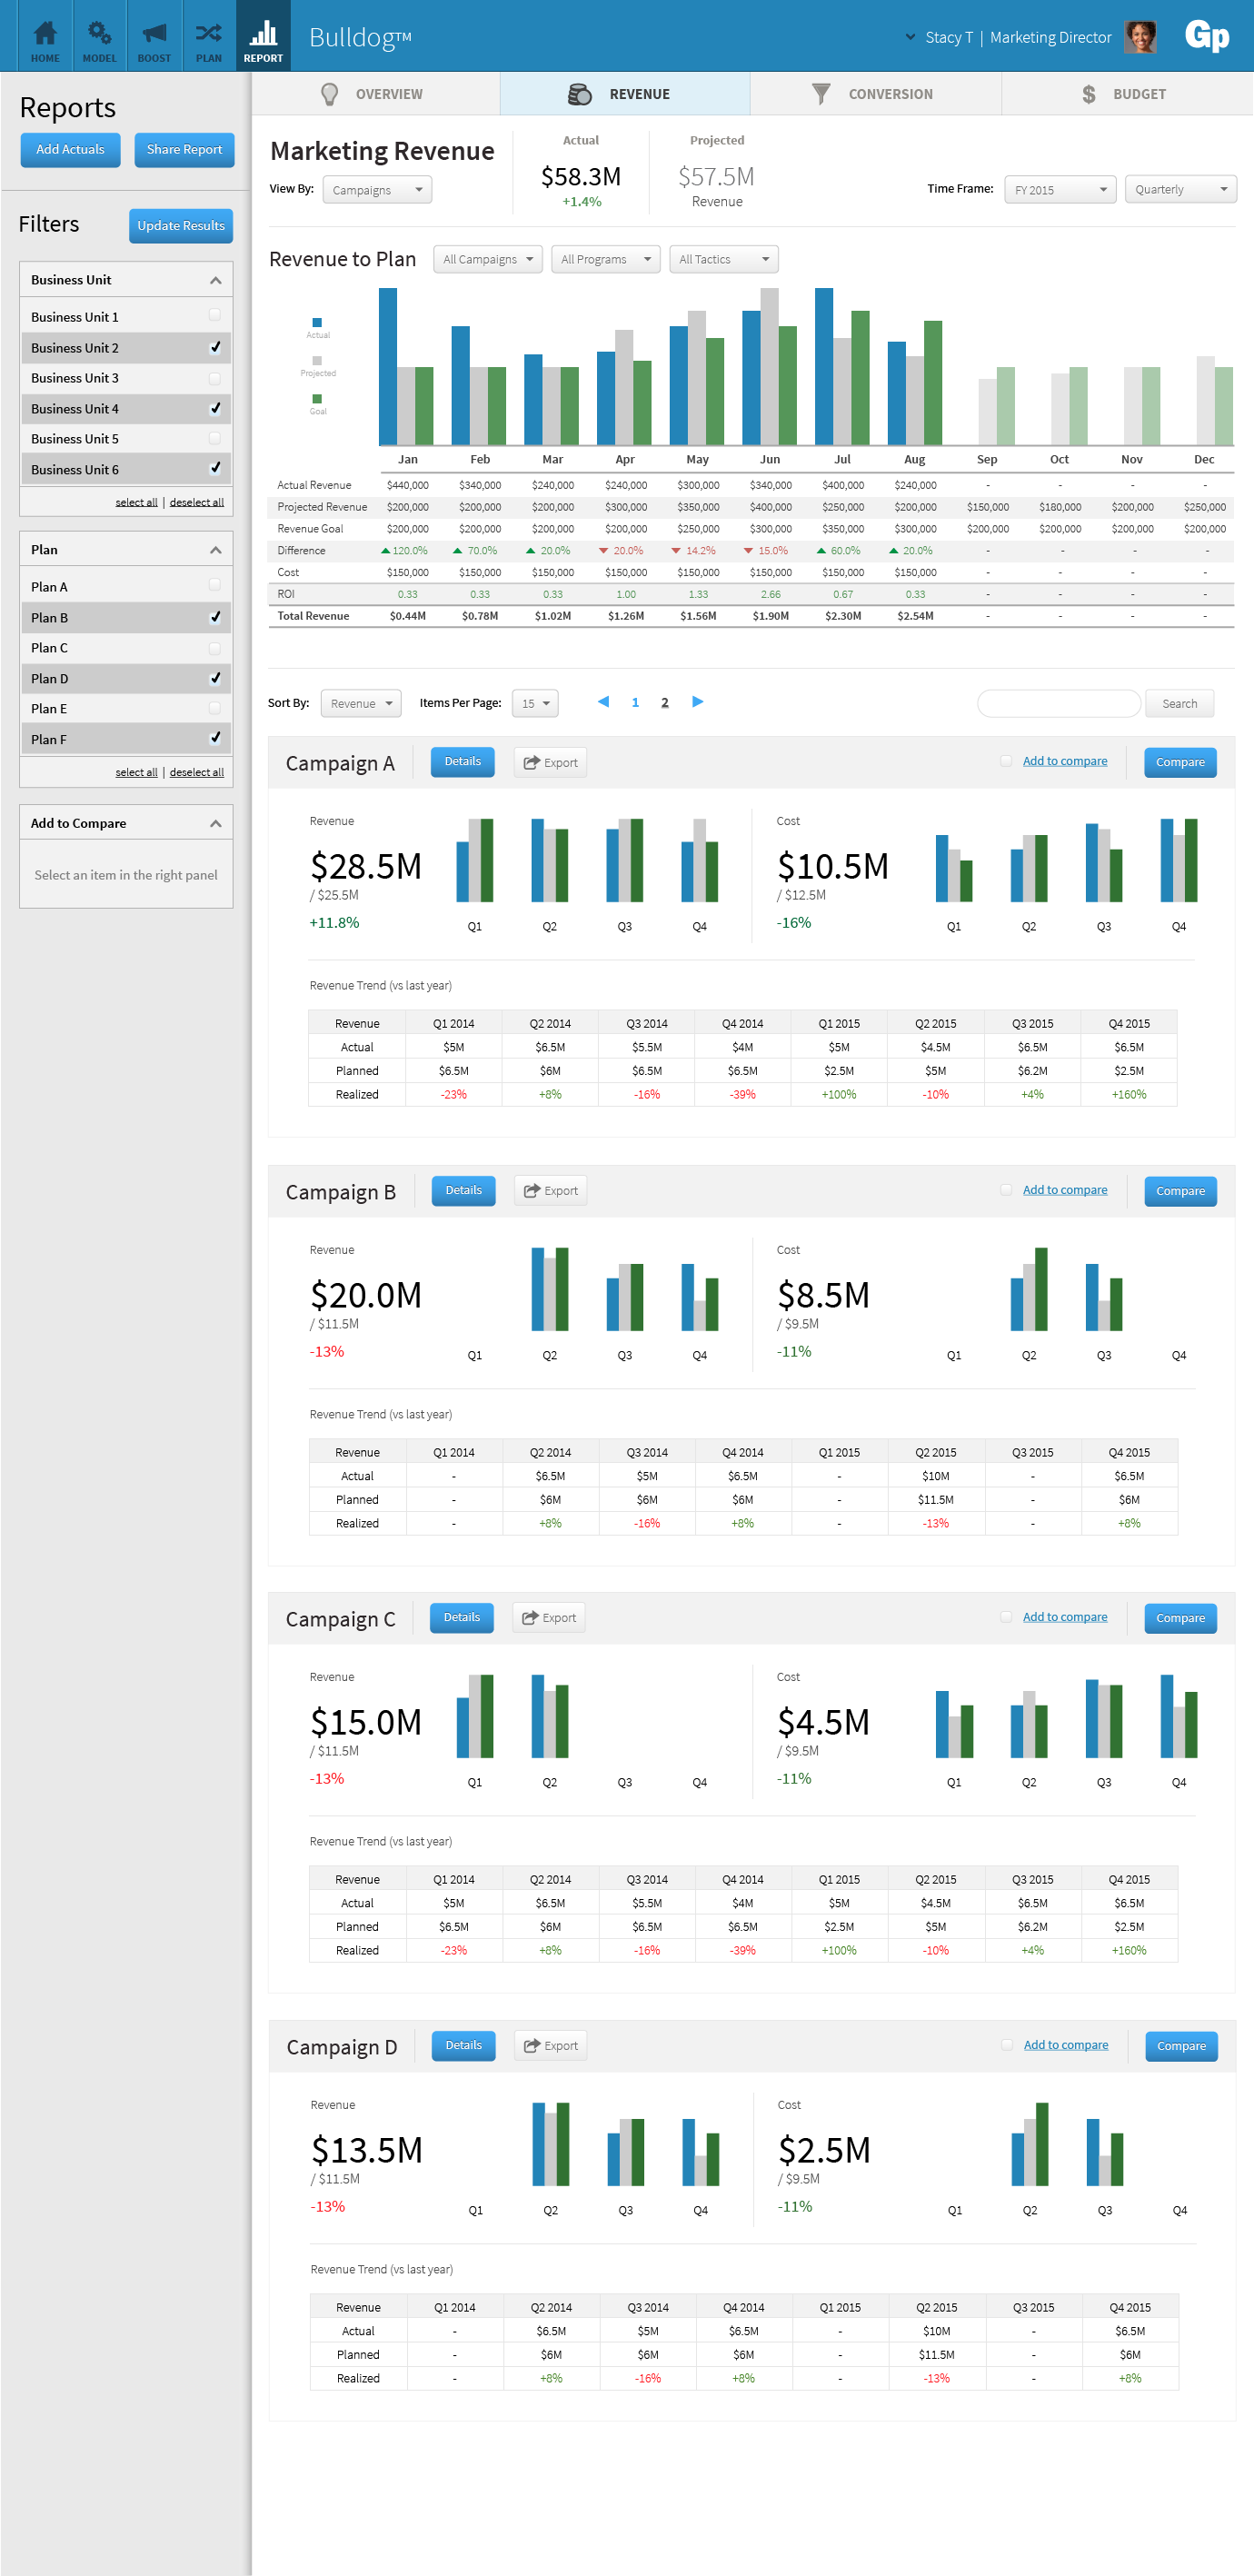 HOME MODEL BOOST PLAN REPORT Bulldog™ Stacy T | Marketing Director Gp
Reports
Add Actuals Share Report
Filters Update Results
Business Unit
Business Unit 1
Business Unit 2
Business Unit 3
Business Unit 4
Business Unit 5
Business Unit 6
select all | deselect all
Plan
Plan A
Plan B
Plan C
Plan D
Plan E
Plan F
select all | deselect all
Add to Compare
Select an item in the right panel
OVERVIEW REVENUE CONVERSION $ BUDGET
Marketing Revenue
View By: Campaigns
Actual
$58.3M
+1.4%
Projected
$57.5M
Revenue
Time Frame: FY 2015 Quarterly
Revenue to Plan All Campaigns All Programs All Tactics
Actual
Projected
Goal
Jan Feb Mar Apr May Jun Jul Aug Sep Oct Nov Dec
Actual Revenue $440,000 $340,000 $240,000 $240,000 $300,000 $340,000 $400,000 $240,000 - - - -
Projected Revenue $200,000 $200,000 $200,000 $300,000 $350,000 $400,000 $250,000 $200,000 $150,000 $180,000 $200,000 $250,000
Revenue Goal $200,000 $200,000 $200,000 $200,000 $250,000 $300,000 $350,000 $300,000 $200,000 $200,000 $200,000 $200,000
Difference 120.0% 70.0% 20.0% 20.0% 14.2% 15.0% 60.0% 20.0% - - - -
Cost $150,000 $150,000 $150,000 $150,000 $150,000 $150,000 $150,000 $150,000 - - - -
ROI 0.33 0.33 0.33 1.00 1.33 2.66 0.67 0.33 - - - -
Total Revenue $0.44M $0.78M $1.02M $1.26M $1.56M $1.90M $2.30M $2.54M - - - -
Sort By: Revenue Items Per Page: 15 1 2 Search
Campaign A Details Export Add to compare Compare
Revenue
$28.5M
/ $25.5M
+11.8%
Q1 Q2 Q3 Q4
Cost
$10.5M
/ $12.5M
-16%
Q1 Q2 Q3 Q4
Revenue Trend (vs last year)
Revenue Q1 2014 Q2 2014 Q3 2014 Q4 2014 Q1 2015 Q2 2015 Q3 2015 Q4 2015
Actual $5M $6.5M $5.5M $4M $5M $4.5M $6.5M $6.5M
Planned $6.5M $6M $6.5M $6.5M $2.5M $5M $6.2M $2.5M
Realized -23% +8% -16% -39% +100% -10% +4% +160%
Campaign B Details Export Add to compare Compare
Revenue
$20.0M
/ $11.5M
-13%
Q1 Q2 Q3 Q4
Cost
$8.5M
/ $9.5M
-11%
Q1 Q2 Q3 Q4
Revenue Trend (vs last year)
Revenue Q1 2014 Q2 2014 Q3 2014 Q4 2014 Q1 2015 Q2 2015 Q3 2015 Q4 2015
Actual - $6.5M $5M $6.5M - $10M - $6.5M
Planned - $6M $6M $6M - $11.5M - $6M
Realized - +8% -16% +8% - -13% - +8%
Campaign C Details Export Add to compare Compare
Revenue
$15.0M
/ $11.5M
-13%
Q1 Q2 Q3 Q4
Cost
$4.5M
/ $9.5M
-11%
Q1 Q2 Q3 Q4
Revenue Trend (vs last year)
Revenue Q1 2014 Q2 2014 Q3 2014 Q4 2014 Q1 2015 Q2 2015 Q3 2015 Q4 2015
Actual $5M $6.5M $5.5M $4M $5M $4.5M $6.5M $6.5M
Planned $6.5M $6M $6.5M $6.5M $2.5M $5M $6.2M $2.5M
Realized -23% +8% -16% -39% +100% -10% +4% +160%
Campaign D Details Export Add to compare Compare
Revenue
$13.5M
/ $11.5M
-13%
Q1 Q2 Q3 Q4
Cost
$2.5M
/ $9.5M
-11%
Q1 Q2 Q3 Q4
Revenue Trend (vs last year)
Revenue Q1 2014 Q2 2014 Q3 2014 Q4 2014 Q1 2015 Q2 2015 Q3 2015 Q4 2015
Actual - $6.5M $5M $6.5M - $10M - $6.5M
Planned - $6M $6M $6M - $11.5M - $6M
Realized - +8% -16% +8% - -13% - +8%